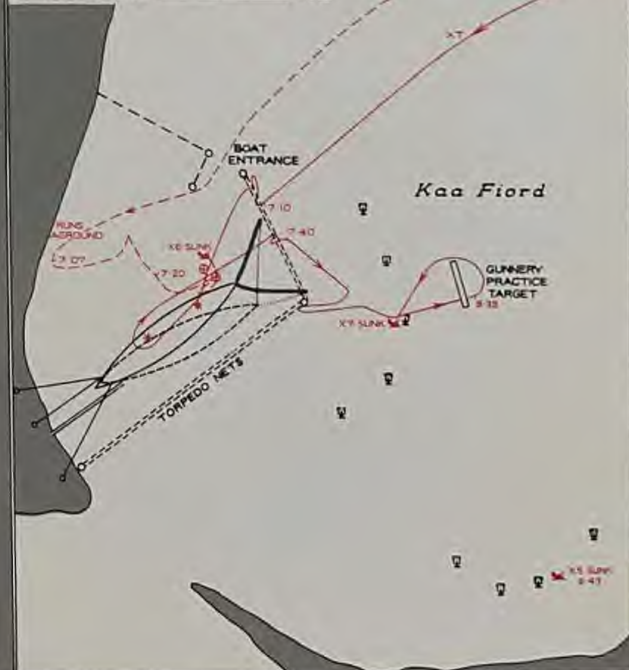 X7
BOAT
ENTRANCE
Kaa Fiord
7·10
RUNS
AGROUND
7·07
7·40
X6 SUNK
7·20
GUNNERY
PRACTICE
TARGET
8·35
X7 SUNK
TORPEDO NETS
X5 SUNK
8·43